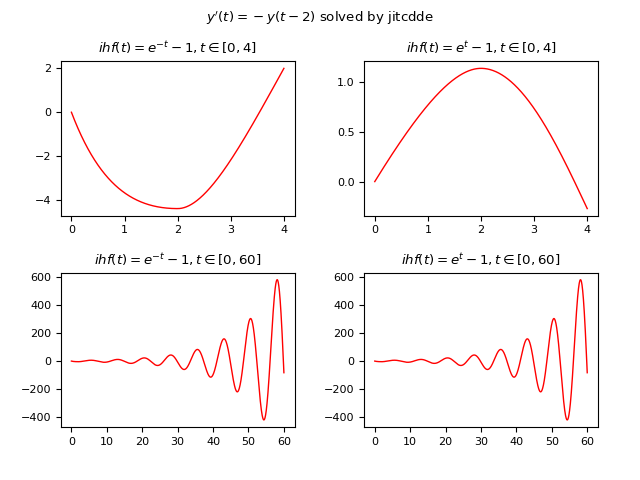 y′(t) = − y(t − 2) solved by jitcdde
ihf(t) = e^{−t} − 1, t ∈ [0, 4]
ihf(t) = e^{t} − 1, t ∈ [0, 4]
2
0
−2
−4
0 1 2 3 4
1.0
0.5
0.0
0 1 2 3 4
ihf(t) = e^{−t} − 1, t ∈ [0, 60]
ihf(t) = e^{t} − 1, t ∈ [0, 60]
600
400
200
0
−200
−400
0 10 20 30 40 50 60
600
400
200
0
−200
−400
0 10 20 30 40 50 60